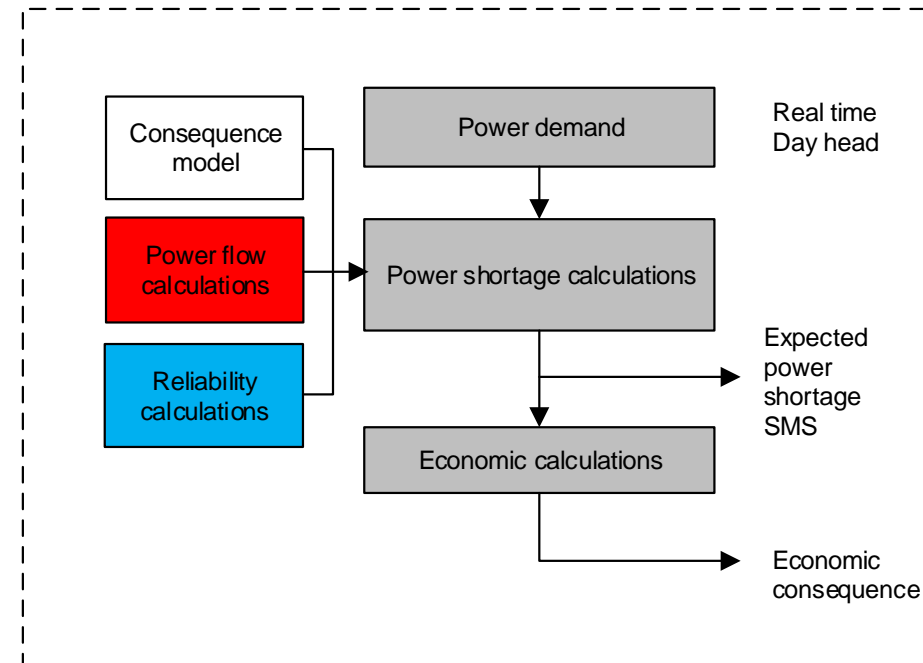 Consequence
model
Power demand
Real time
Day head
Power flow
calculations
Power shortage calculations
Reliability
calculations
Expected
power
shortage
SMS
Economic calculations
Economic
consequence